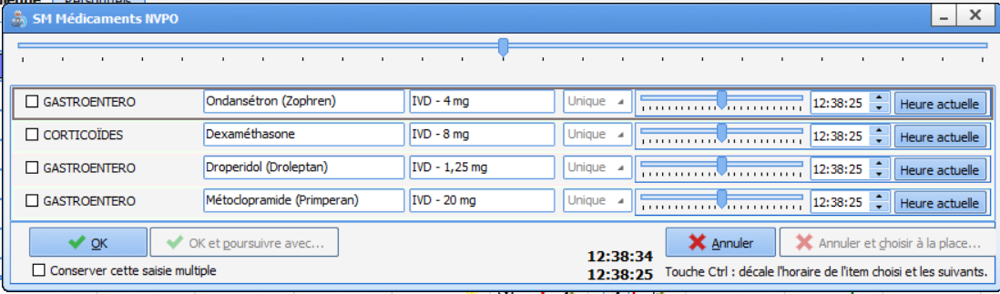 Personnels
SM Médicaments NVPO
GASTROENTERO Ondansétron (Zophren) IVD - 4 mg Unique 12:38:25 Heure actuelle
CORTICOÏDES Dexaméthasone IVD - 8 mg Unique 12:38:25 Heure actuelle
GASTROENTERO Droperidol (Droleptan) IVD - 1,25 mg Unique 12:38:25 Heure actuelle
GASTROENTERO Métoclopramide (Primperan) IVD - 20 mg Unique 12:38:25 Heure actuelle
OK OK et poursuivre avec... Annuler Annuler et choisir à la place...
12:38:34
Conserver cette saisie multiple 12:38:25 Touche Ctrl : décale l'horaire de l'item choisi et les suivants.